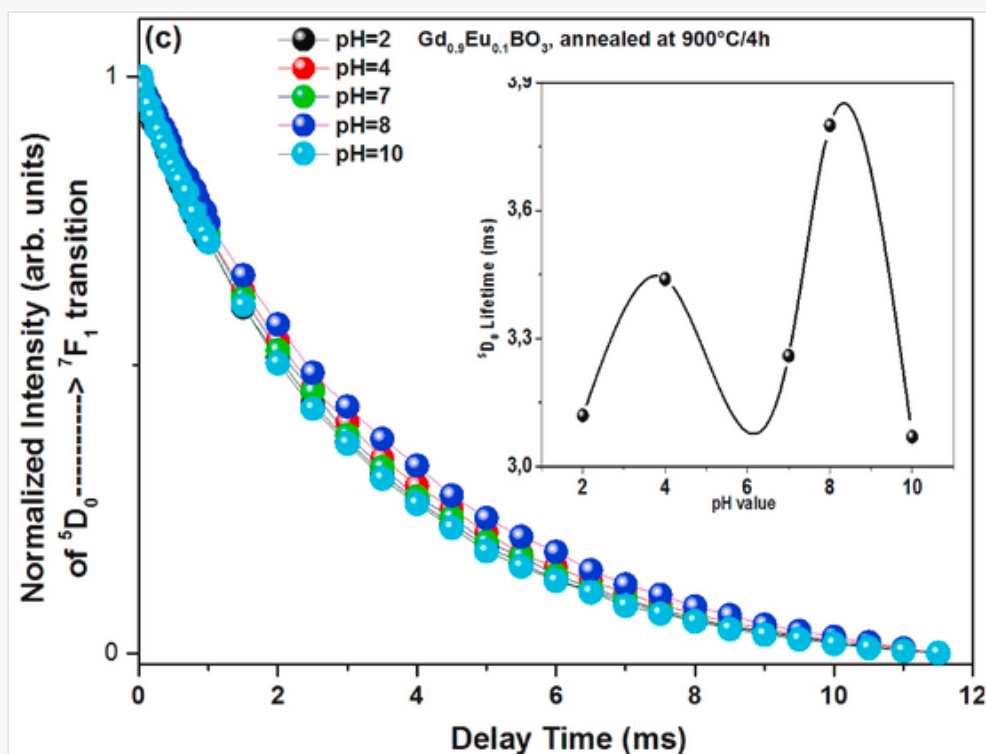 (c)
pH=2
pH=4
pH=7
pH=8
pH=10
Gd₀.₉Eu₀.₁BO₃, annealed at 900°C/4h
Normalized Intensity (arb. units)
of ⁵D₀------------> ⁷F₁ transition
1
0
0
2
4
6
8
10
12
Delay Time (ms)
⁵D₀ Lifetime (ms)
3,9
3,6
3,3
3,0
2
4
6
8
10
pH value